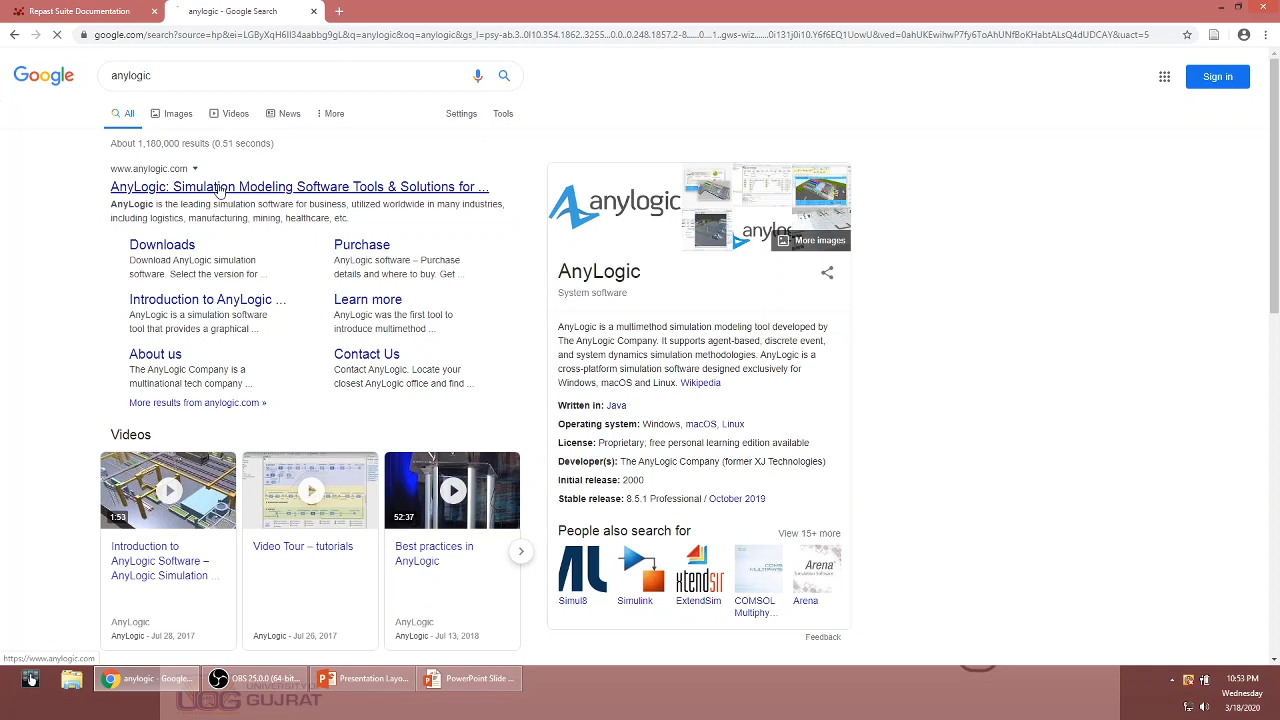 Repast Suite Documentation
anylogic - Google Search
google.com/search?source=hp&ei=LGByXqH6II34aabbg9gL&q=anylogic&oq=anylogic&gs_l=psy-ab.3.0l10.354.1862..3255...0.0..0.248.1857.2-8......0....1..gws-wiz.......0i131j0i10.Y6f6EQ1UowU&ved=0ahUKEwihwP7fy6ToAhUNfBoKHabtALsQ4dUDCAY&uact=5
Google
anylogic
Sign in
All
Images
Videos
News
More
Settings
Tools
About 1,180,000 results (0.51 seconds)
www.anylogic.com
AnyLogic: Simulation Modeling Software Tools & Solutions for ...
AnyLogic is the leading simulation software for business, utilized worldwide in many industries,
including logistics, manufacturing, mining, healthcare, etc.
Downloads
Download AnyLogic simulation
software. Select the version for ...
Purchase
AnyLogic software – Purchase
details and where to buy. Get ...
Introduction to AnyLogic ...
AnyLogic is a simulation software
tool that provides a graphical ...
Learn more
AnyLogic was the first tool to
introduce multimethod ...
About us
The AnyLogic Company is a
multinational tech company ...
Contact Us
Contact AnyLogic. Locate your
closest AnyLogic office and find ...
More results from anylogic.com »
Videos
1:53
52:37
Introduction to
AnyLogic Software –
AnyLogic Simulation ...
AnyLogic
AnyLogic - Jul 28, 2017
Video Tour – tutorials
AnyLogic - Jul 26, 2017
Best practices in
AnyLogic
AnyLogic - Jul 13, 2018
anylogic
More images
AnyLogic
System software
AnyLogic is a multimethod simulation modeling tool developed by
The AnyLogic Company. It supports agent-based, discrete event,
and system dynamics simulation methodologies. AnyLogic is a
cross-platform simulation software designed exclusively for
Windows, macOS and Linux. Wikipedia
Written in: Java
Operating system: Windows, macOS, Linux
License: Proprietary; free personal learning edition available
Developer(s): The AnyLogic Company (former XJ Technologies)
Initial release: 2000
Stable release: 8.5.1 Professional / October 2019
People also search for
View 15+ more
Simul8
Simulink
ExtendSim
COMSOL
Multiphy...
Arena
Feedback
https://www.anylogic.com
anylogic - Google...
OBS 25.0.0 (64-bit...
Presentation Layo...
PowerPoint Slide ...
10:53 PM
Wednesday
3/18/2020
GUJRAT